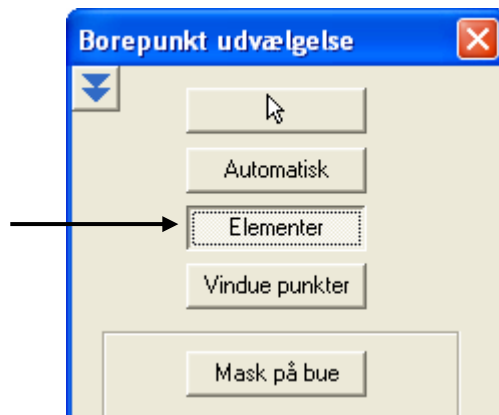 Borepunkt udvælgelse
Automatisk
Elementer
Vindue punkter
Mask på bue